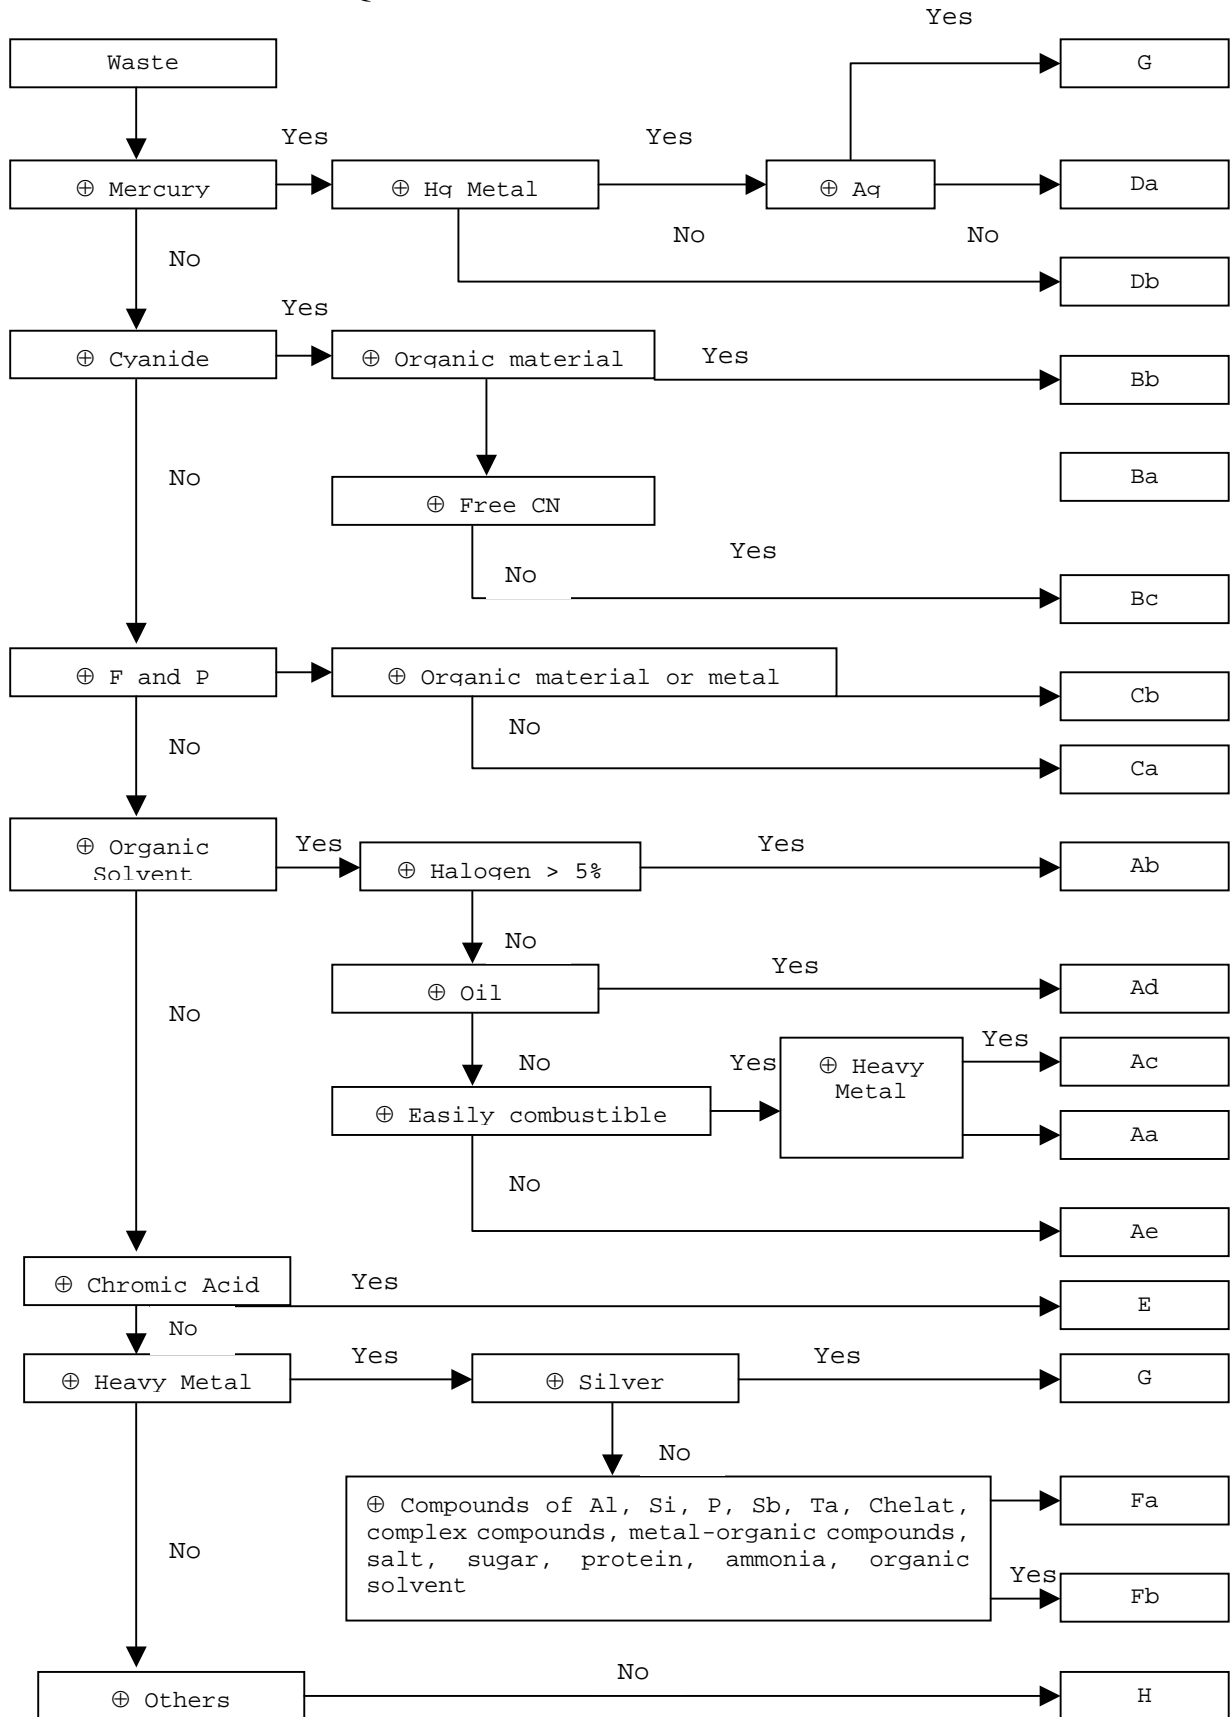 Yes
Waste
G
Yes
Yes
⊕ Mercury
⊕ Hg Metal
⊕ Ag
Da
No
No
No
Db
Yes
⊕ Cyanide
⊕ Organic material
Yes
Bb
No
⊕ Free CN
Ba
Yes
No
Bc
⊕ F and P
⊕ Organic material or metal
Cb
No
No
Ca
⊕ Organic
Solvent
Yes
⊕ Halogen > 5%
Yes
Ab
No
Yes
⊕ Oil
Ad
No
Yes
No
Yes
⊕ Heavy
Metal
Ac
⊕ Easily combustible
Aa
No
Ae
⊕ Chromic Acid
Yes
E
No
⊕ Heavy Metal
Yes
⊕ Silver
Yes
G
No
⊕ Compounds of Al, Si, P, Sb, Ta, Chelat,
complex compounds, metal-organic compounds,
salt, sugar, protein, ammonia, organic
solvent
Fa
No
Yes
Fb
No
⊕ Others
H